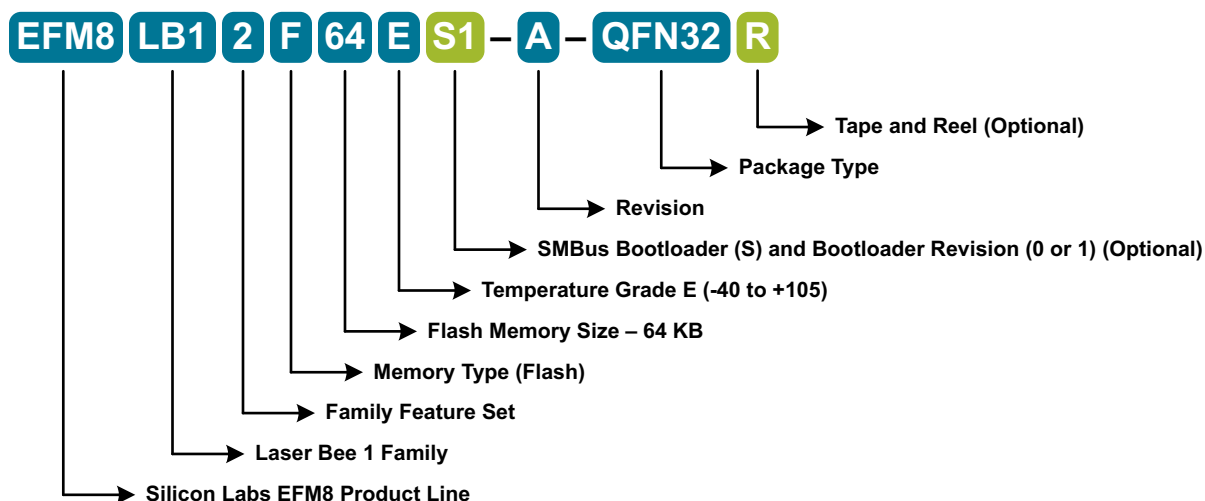 EFM8 LB1 2 F 64 E S1 – A – QFN32 R
Tape and Reel (Optional)
Package Type
Revision
SMBus Bootloader (S) and Bootloader Revision (0 or 1) (Optional)
Temperature Grade E (-40 to +105)
Flash Memory Size – 64 KB
Memory Type (Flash)
Family Feature Set
Laser Bee 1 Family
Silicon Labs EFM8 Product Line